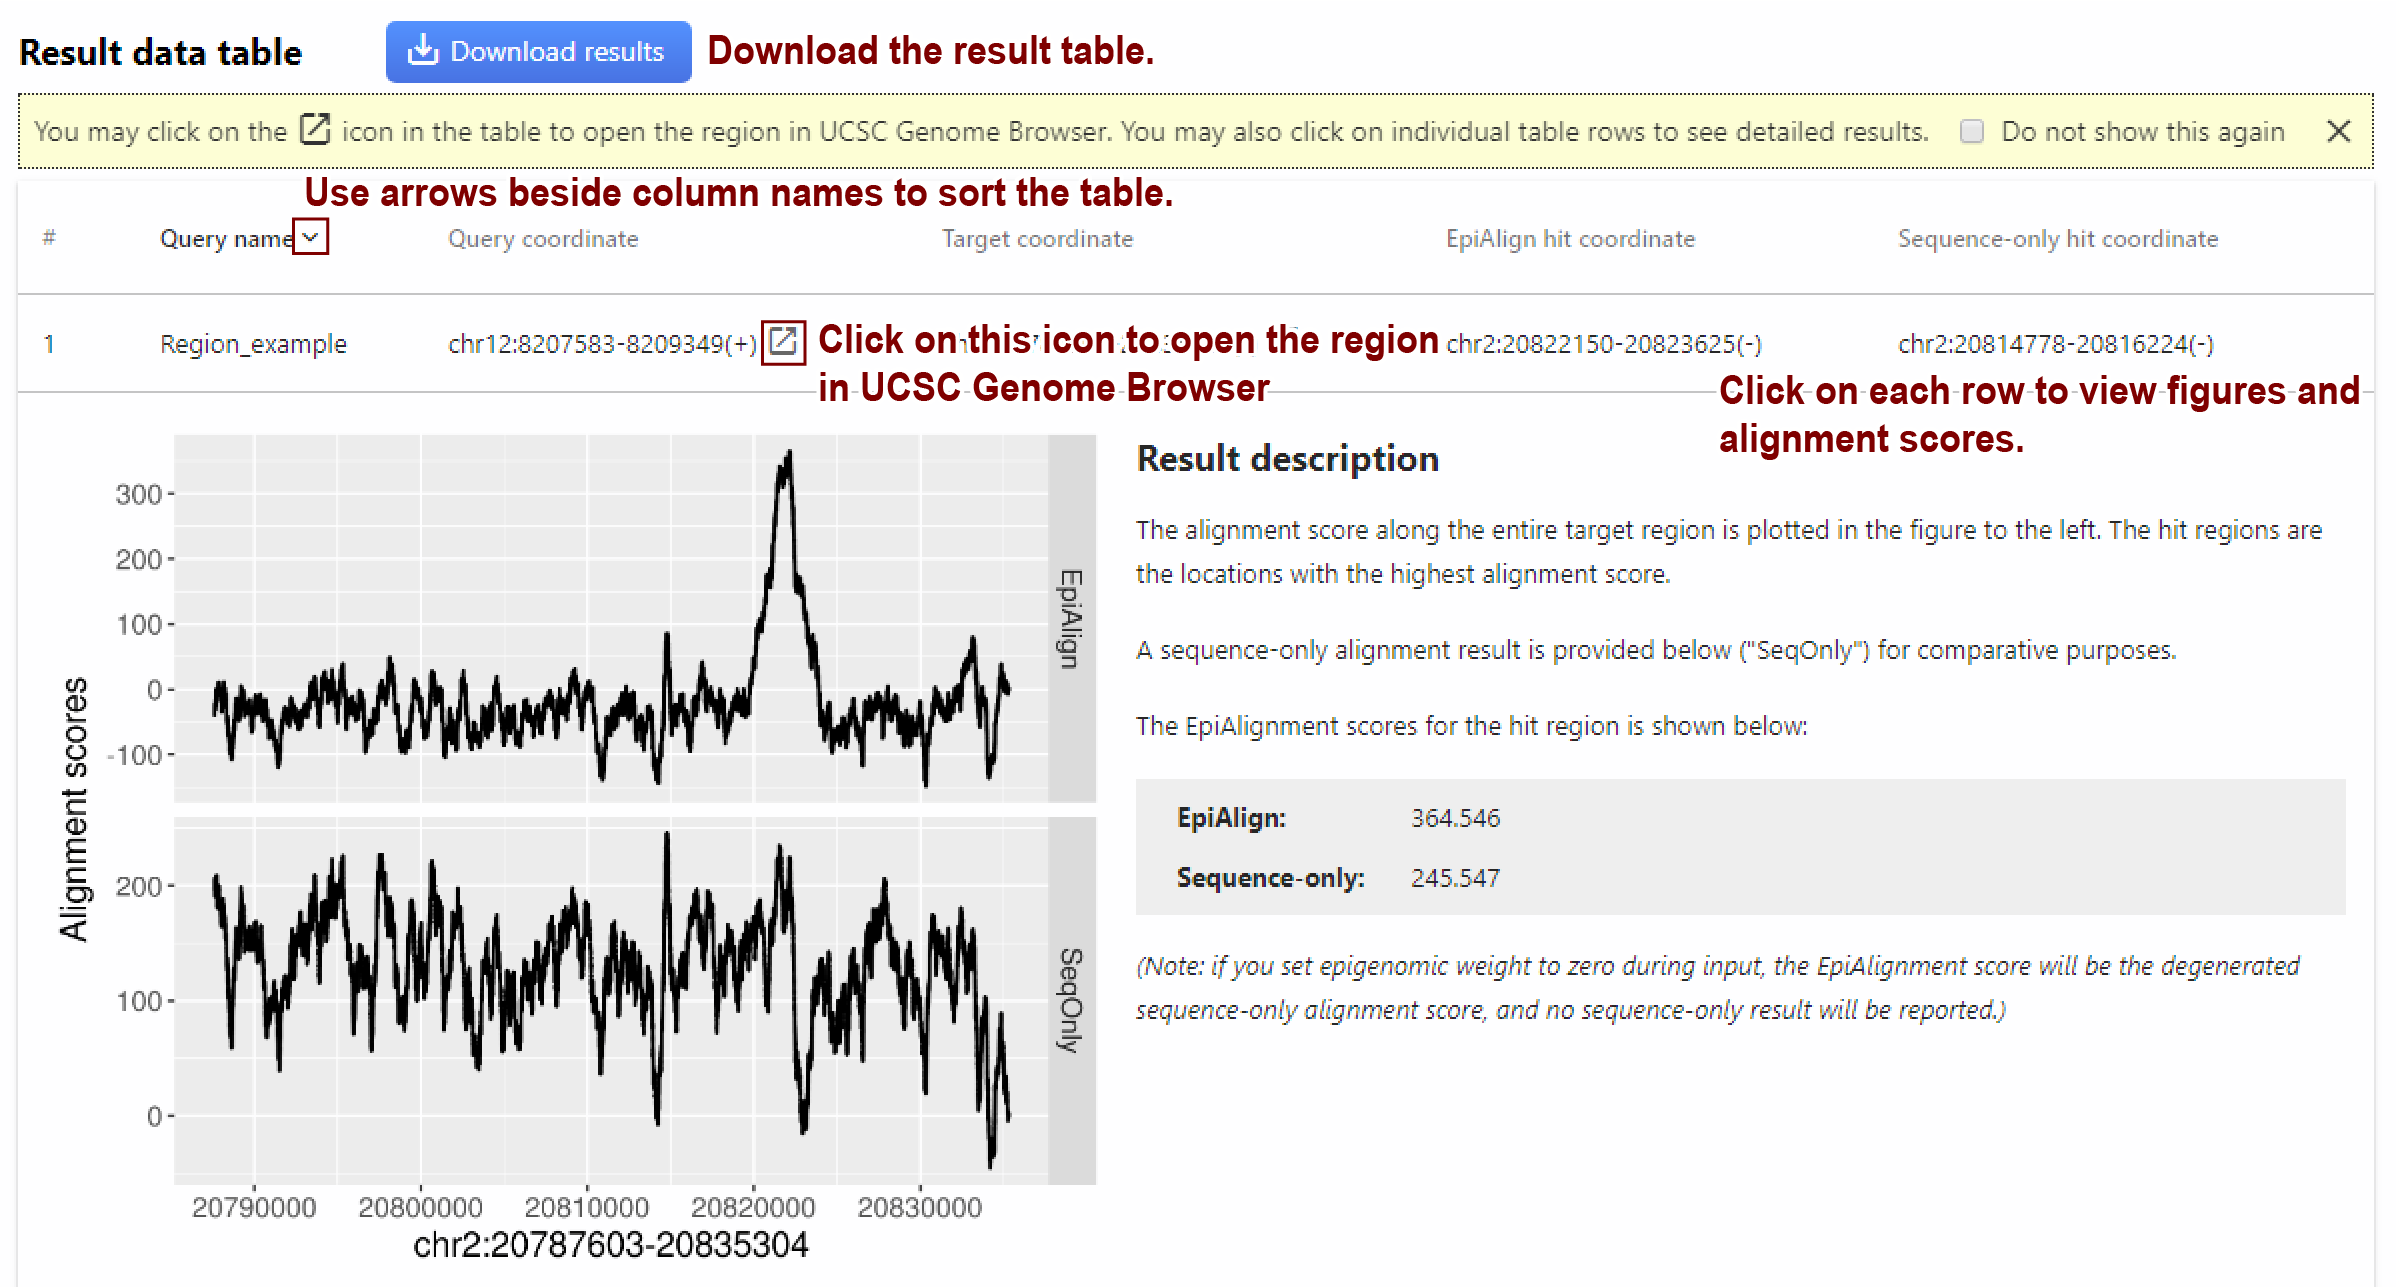 Result data table
Download results
Download the result table.
You may click on the icon in the table to open the region in UCSC Genome Browser. You may also click on individual table rows to see detailed results.
Do not show this again
Use arrows beside column names to sort the table.
# Query name Query coordinate Target coordinate EpiAlign hit coordinate Sequence-only hit coordinate
1 Region_example chr12:8207583-8209349(+) chr2:20822150-20823625(-) chr2:20814778-20816224(-)
Click on this icon to open the region
in UCSC Genome Browser
Click on each row to view figures and
alignment scores.
Alignment scores
300
200
100
0
-100
EpiAlign
200
100
0
SeqOnly
20790000 20800000 20810000 20820000 20830000
chr2:20787603-20835304
Result description
The alignment score along the entire target region is plotted in the figure to the left. The hit regions are
the locations with the highest alignment score.
A sequence-only alignment result is provided below ("SeqOnly") for comparative purposes.
The EpiAlignment scores for the hit region is shown below:
EpiAlign: 364.546
Sequence-only: 245.547
(Note: if you set epigenomic weight to zero during input, the EpiAlignment score will be the degenerated
sequence-only alignment score, and no sequence-only result will be reported.)